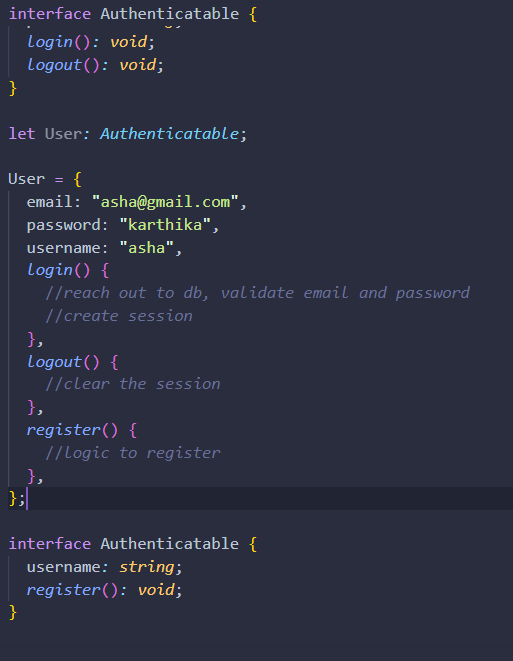 interface Authenticatable {
  login(): void;
  logout(): void;
}

let User: Authenticatable;

User = {
  email: "asha@gmail.com",
  password: "karthika",
  username: "asha",
  login() {
    //reach out to db, validate email and password
    //create session
  },
  logout() {
    //clear the session
  },
  register() {
    //logic to register
  },
};

interface Authenticatable {
  username: string;
  register(): void;
}